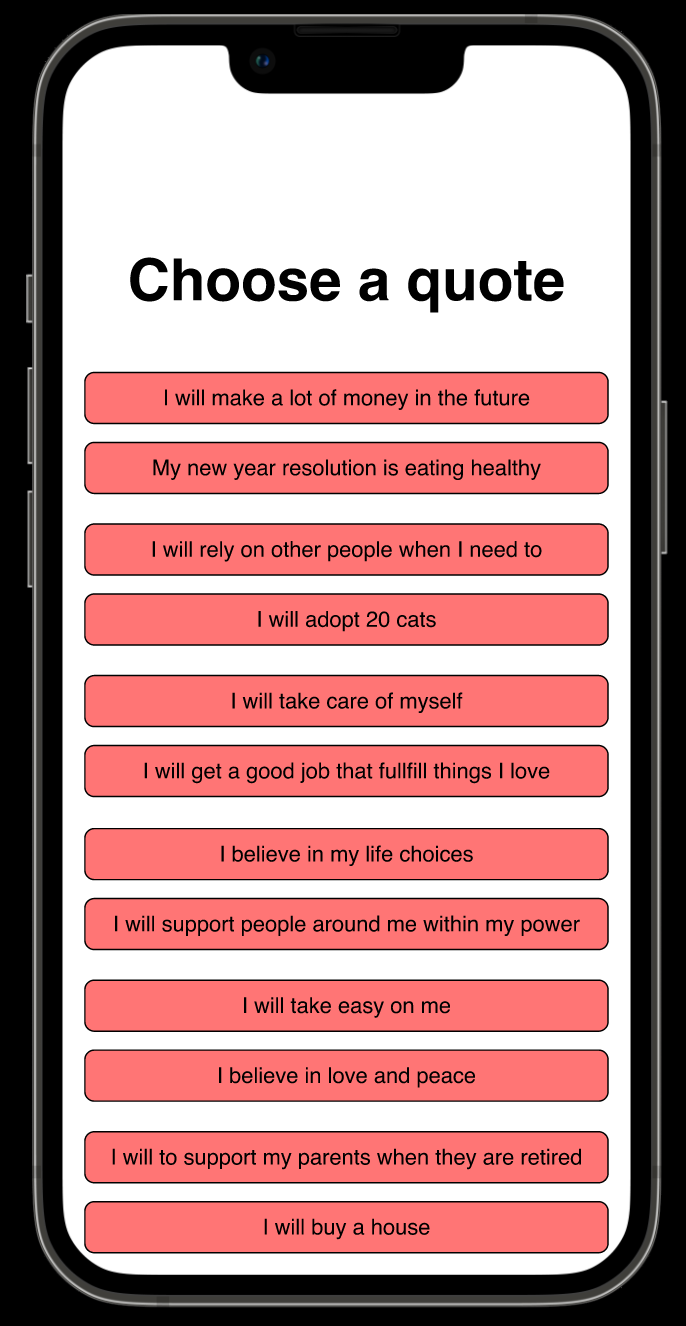 Choose a quote
I will make a lot of money in the future
My new year resolution is eating healthy
I will rely on other people when I need to
I will adopt 20 cats
I will take care of myself
I will get a good job that fullfill things I love
I believe in my life choices
I will support people around me within my power
I will take easy on me
I believe in love and peace
I will to support my parents when they are retired
I will buy a house